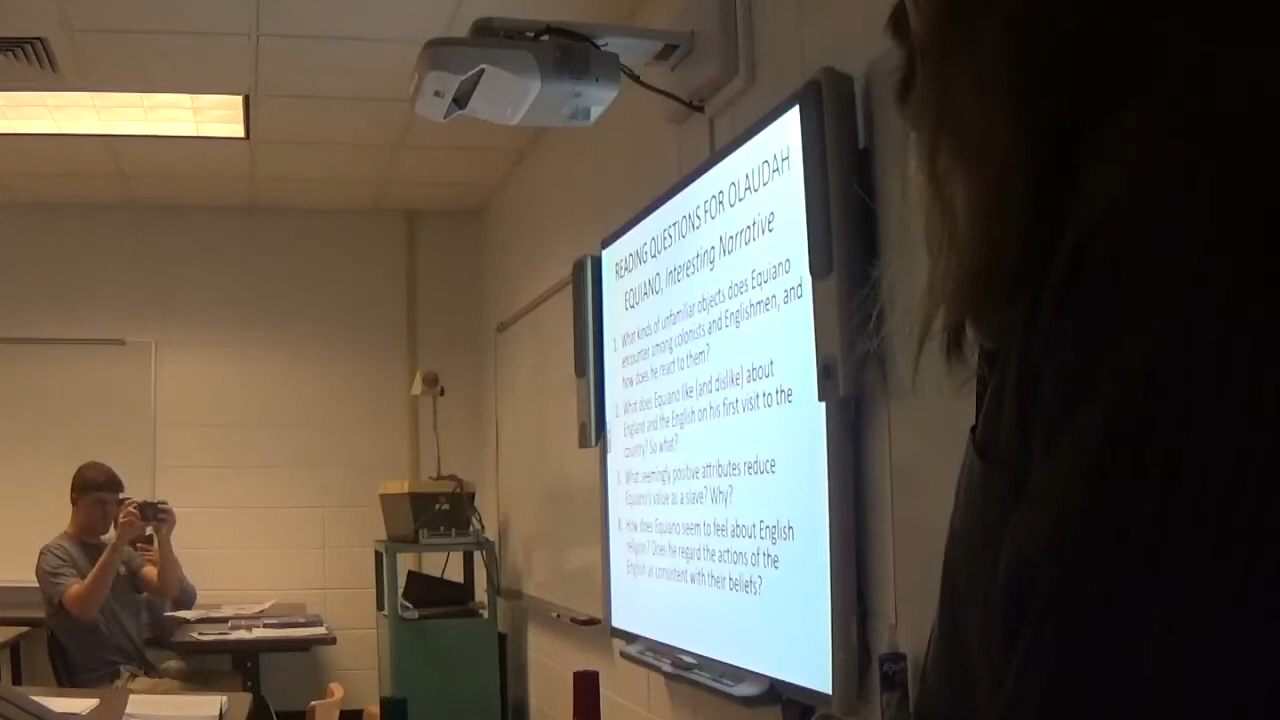 READING QUESTIONS FOR OLAUDAH
EQUIANO, Interesting Narrative
1. What kinds of unfamiliar objects does Equiano
encounter among colonists and Englishmen, and
how does he react to them?
2. What does Equiano like (and dislike) about
England and the English on his first visit to the
country? So what?
3. What seemingly positive attributes reduce
Equiano's value as a slave? Why?
4. How does Equiano seem to feel about English
religion? Does he regard the actions of the
English as consistent with their beliefs?